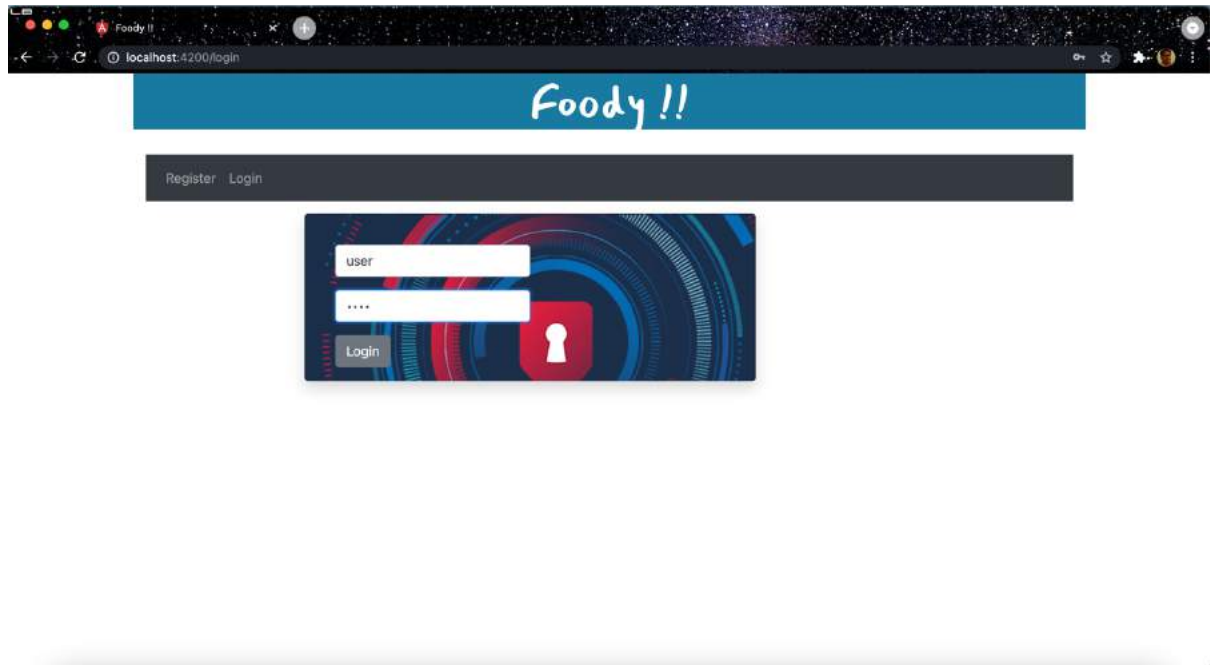 Foody !!
localhost:4200/login
Foody !!
Register Login
user
....
Login